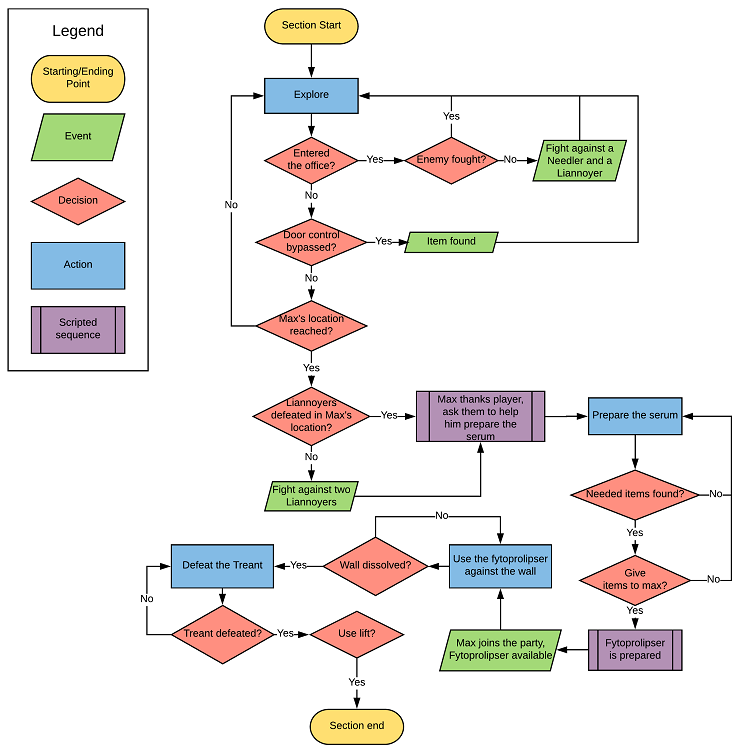 Legend
Starting/Ending
Point
Event
Decision
Action
Scripted
sequence
Section Start
Explore
Entered
the office?
Yes
Enemy fought?
Yes
No
Fight against a
Needler and a
Liannoyer
No
No
Door control
bypassed?
Yes
Item found
No
Max's location
reached?
Yes
Liannoyers
defeated in Max's
location?
Yes
Max thanks player,
ask them to help
him prepare the
serum
Prepare the serum
No
Fight against two
Liannoyers
Needed items found?
No
Yes
Give
items to max?
No
Yes
Fytoprolipser
is prepared
Max joins the party,
Fytoprolipser available
Use the fytoprolipser
against the wall
No
Wall dissolved?
Yes
Defeat the Treant
No
Treant defeated?
Yes
Use lift?
Yes
Section end